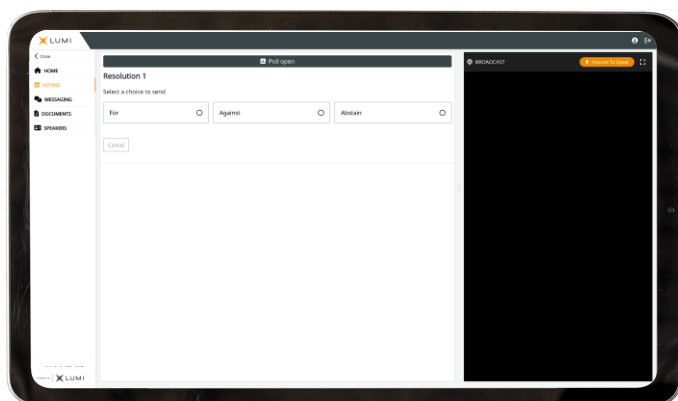 LUMI
Close
HOME
VOTING
MESSAGING
DOCUMENTS
SPEAKERS
Poll open
Resolution 1
Select a choice to send
For
Against
Abstain
Cancel
BROADCAST
Request To Speak
LUMI